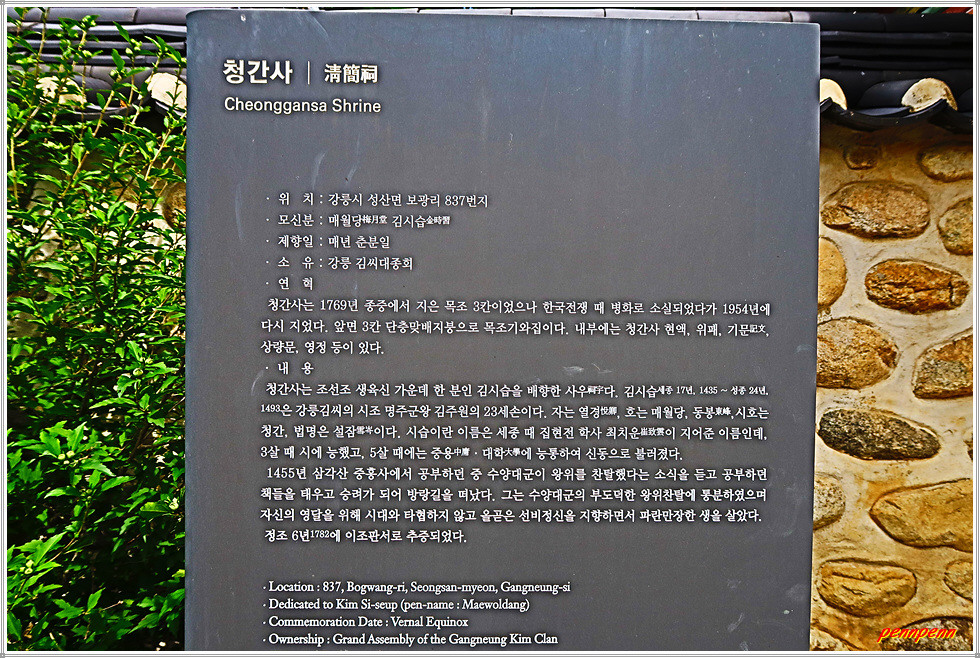 청간사 | 淸簡祠
Cheonggansa Shrine
· 위 치 : 강릉시 성산면 보광리 837번지
· 모신분 : 매월당梅月堂 김시습金時習
· 제향일 : 매년 춘분일
· 소 유 : 강릉 김씨대종회
· 연 혁
청간사는 1769년 종중에서 지은 목조 3칸이었으나 한국전쟁 때 병화로 소실되었다가 1954년에
다시 지었다. 앞면 3칸 단층맞배지붕으로 목조기와집이다. 내부에는 청간사 현액, 위패, 기문記文,
상량문, 영정 등이 있다.
· 내 용
청간사는 조선조 생육신 가운데 한 분인 김시습을 배향한 사우祠宇다. 김시습세종 17년, 1435 ~ 성종 24년,
1493은 강릉김씨의 시조 명주군왕 김주원의 23세손이다. 자는 열경悅卿, 호는 매월당, 동봉東峰,시호는
청간, 법명은 설잠雪岑이다. 시습이란 이름은 세종 때 집현전 학사 최치운崔致雲이 지어준 이름인데,
3살 때 시에 능했고, 5살 때에는 중용中庸 · 대학大學에 능통하여 신동으로 불러졌다.
1455년 삼각산 중흥사에서 공부하던 중 수양대군이 왕위를 찬탈했다는 소식을 듣고 공부하던
책들을 태우고 승려가 되어 방랑길을 떠났다. 그는 수양대군의 부도덕한 왕위찬탈에 통분하였으며
자신의 영달을 위해 시대와 타협하지 않고 올곧은 선비정신을 지향하면서 파란만장한 생을 살았다.
정조 6년1782에 이조판서로 추증되었다.
· Location : 837, Bogwang-ri, Seongsan-myeon, Gangneung-si
· Dedicated to Kim Si-seup (pen-name : Maewoldang)
· Commemoration Date : Vernal Equinox
· Ownership : Grand Assembly of the Gangneung Kim Clan
pennpenn